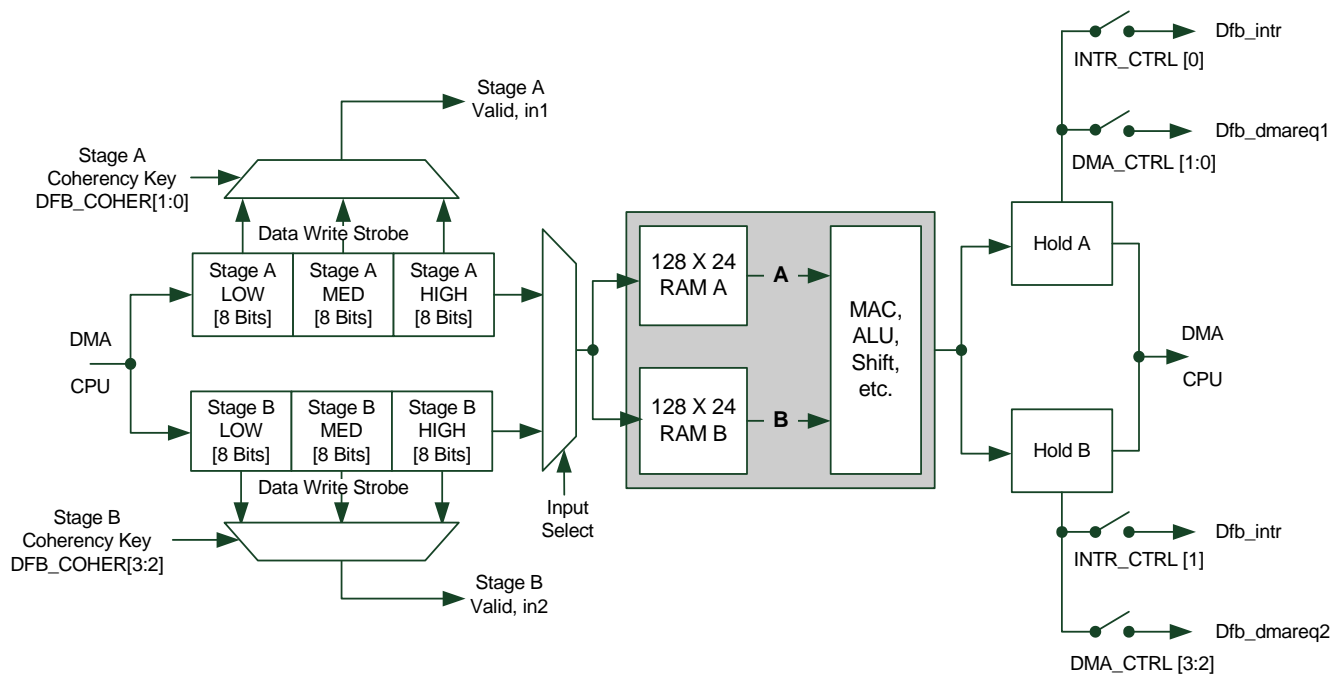 Dfb_intr
INTR_CTRL [0]
Stage A
Valid, in1
Dfb_dmareq1
DMA_CTRL [1:0]
Stage A
Coherency Key
DFB_COHER[1:0]
Data Write Strobe
Stage A
LOW
[8 Bits]
Stage A
MED
[8 Bits]
Stage A
HIGH
[8 Bits]
128 X 24
RAM A
A
Hold A
MAC,
ALU,
Shift,
etc.
DMA
CPU
DMA
CPU
Stage B
LOW
[8 Bits]
Stage B
MED
[8 Bits]
Stage B
HIGH
[8 Bits]
128 X 24
RAM B
B
Hold B
Data Write Strobe
Input
Select
Stage B
Coherency Key
DFB_COHER[3:2]
Dfb_intr
INTR_CTRL [1]
Stage B
Valid, in2
Dfb_dmareq2
DMA_CTRL [3:2]